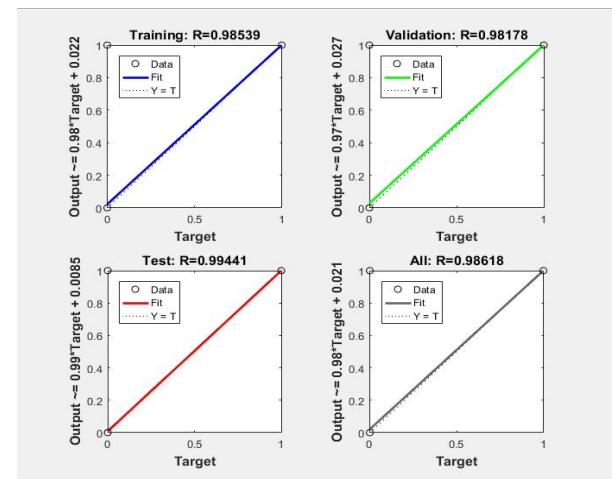 Training: R=0.98539
Output ~= 0.98*Target + 0.022
1
0.8
0.6
0.4
0.2
0
Data
Fit
Y = T
0
0.5
1
Target
Validation: R=0.98178
Output ~= 0.97*Target + 0.027
1
0.8
0.6
0.4
0.2
0
Data
Fit
Y = T
0
0.5
1
Target
Test: R=0.99441
Output ~= 0.99*Target + 0.0085
1
0.8
0.6
0.4
0.2
0
Data
Fit
Y = T
0
0.5
1
Target
All: R=0.98618
Output ~= 0.98*Target + 0.021
1
0.8
0.6
0.4
0.2
0
Data
Fit
Y = T
0
0.5
1
Target